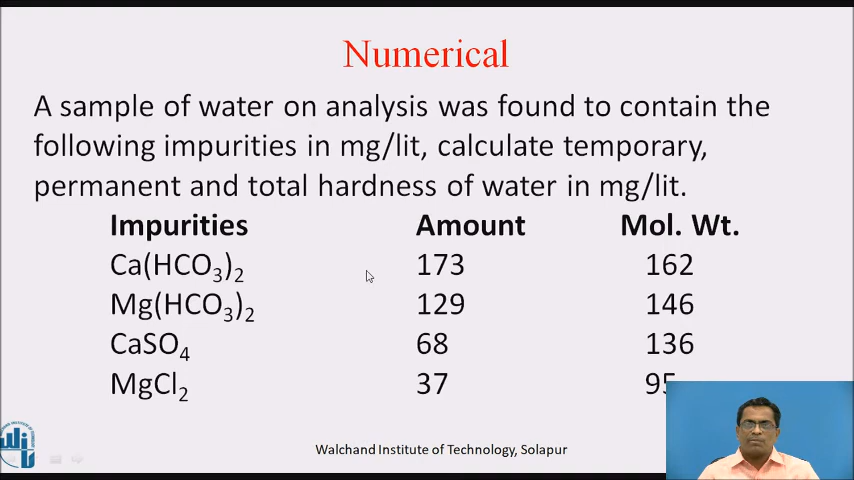 Numerical
A sample of water on analysis was found to contain the
following impurities in mg/lit, calculate temporary,
permanent and total hardness of water in mg/lit.
Impurities Amount Mol. Wt.
Ca(HCO₃)₂ 173 162
Mg(HCO₃)₂ 129 146
CaSO₄ 68 136
MgCl₂ 37 95
Walchand Institute of Technology, Solapur